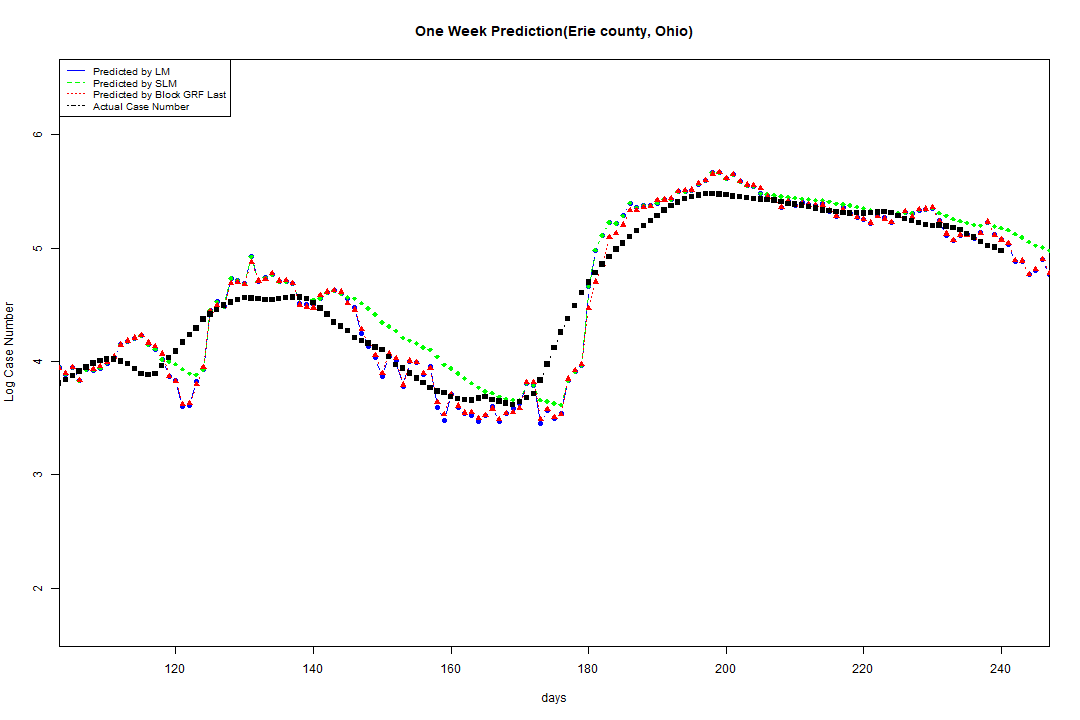 One Week Prediction(Erie county, Ohio)
Predicted by LM
Predicted by SLM
Predicted by Block GRF Last
Actual Case Number
6
5
4
3
2
Log Case Number
120 140 160 180 200 220 240
days